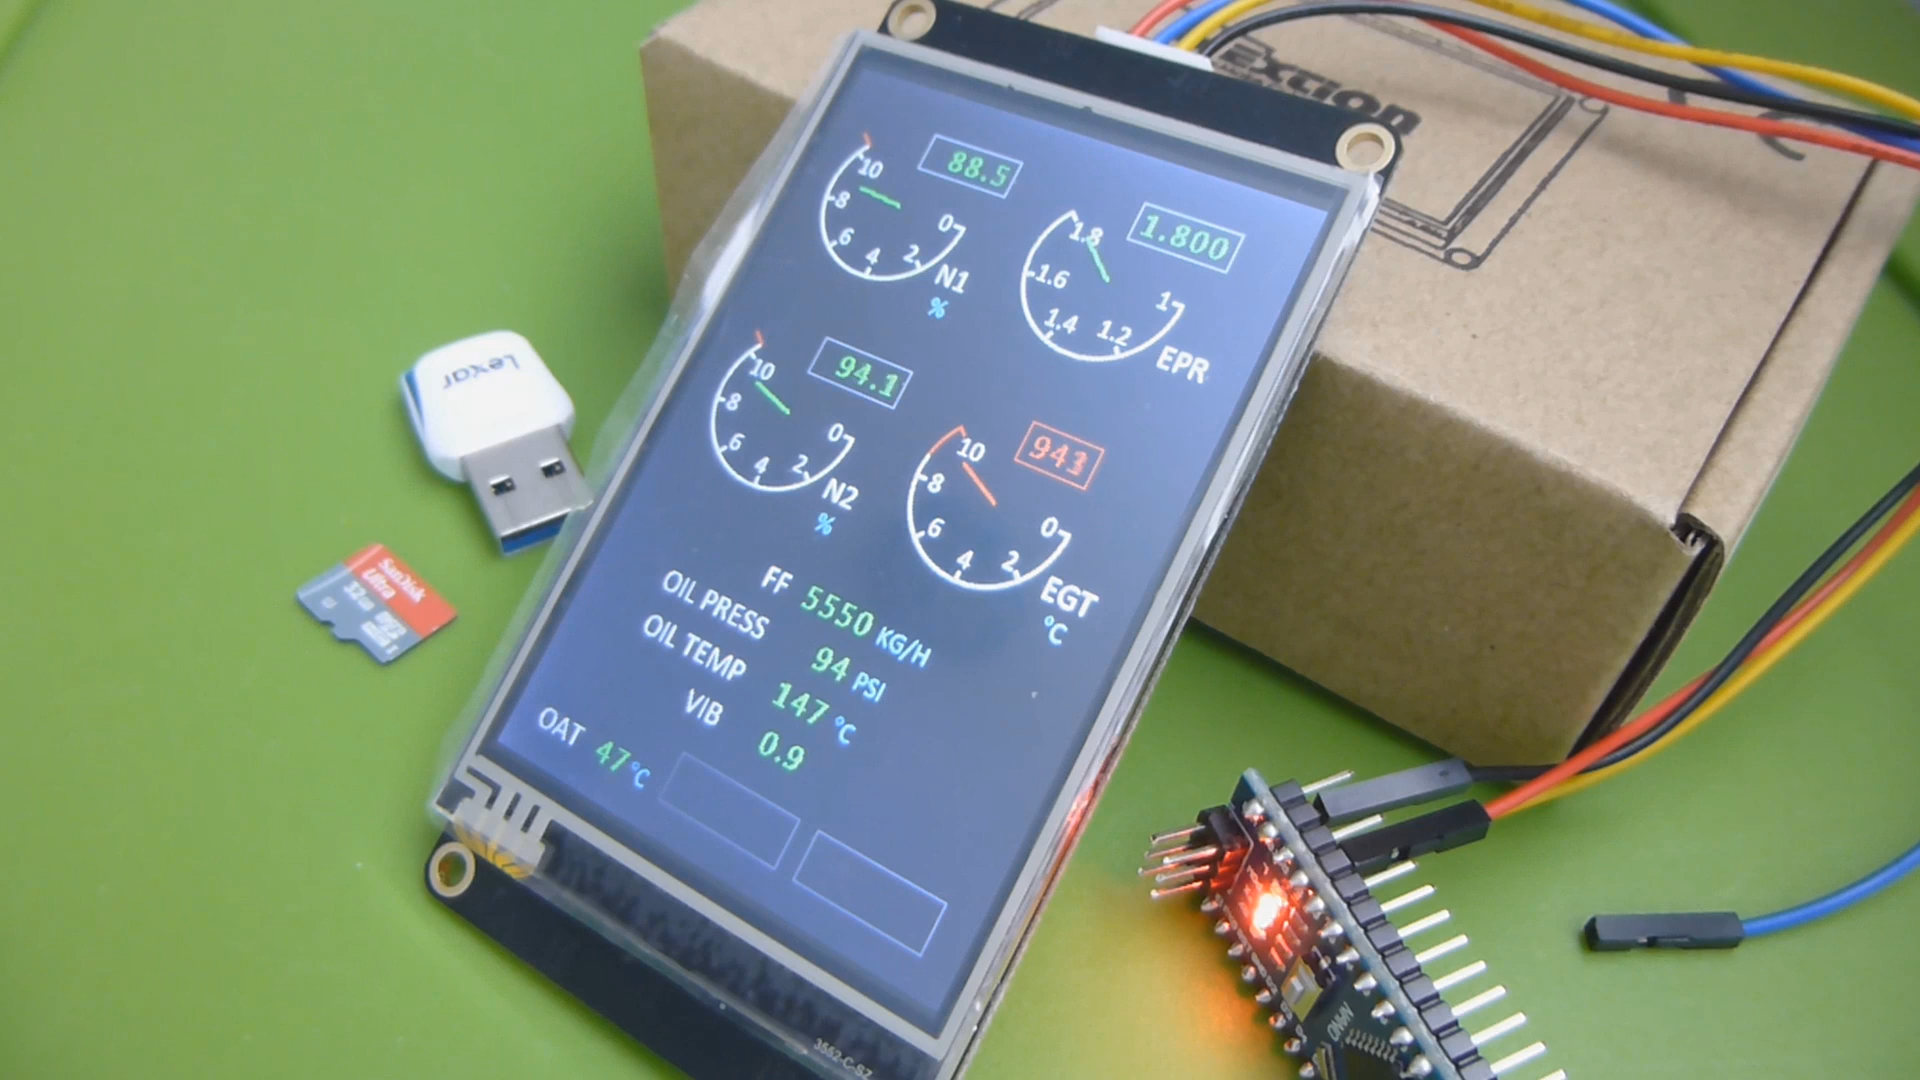 Lexar
SanDisk
Ultra
32GB
88.5
10
8
6
4
2
0
N1
%
1.800
1.8
1.6
1.4
1.2
1
EPR
94.1
10
8
6
4
2
0
N2
%
943
10
8
6
4
2
0
EGT
°C
FF 5550 KG/H
OIL PRESS 94 PSI
OIL TEMP 147 °C
VIB 0.9
OAT 47°C
NANO